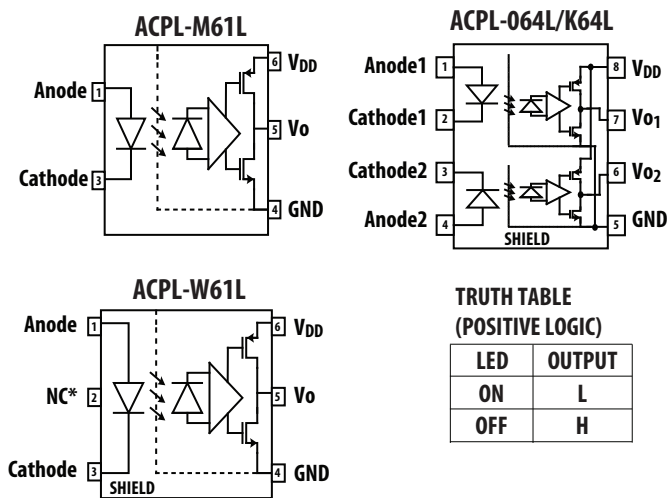 ACPL-M61L
Anode 1
Cathode 3
6 VDD
5 Vo
4 GND
ACPL-064L/K64L
Anode1 1
Cathode1 2
Cathode2 3
Anode2 4
8 VDD
7 Vo1
6 Vo2
5 GND
SHIELD
ACPL-W61L
Anode 1
NC* 2
Cathode 3
6 VDD
5 Vo
4 GND
SHIELD
TRUTH TABLE
(POSITIVE LOGIC)
LED OUTPUT
ON L
OFF H